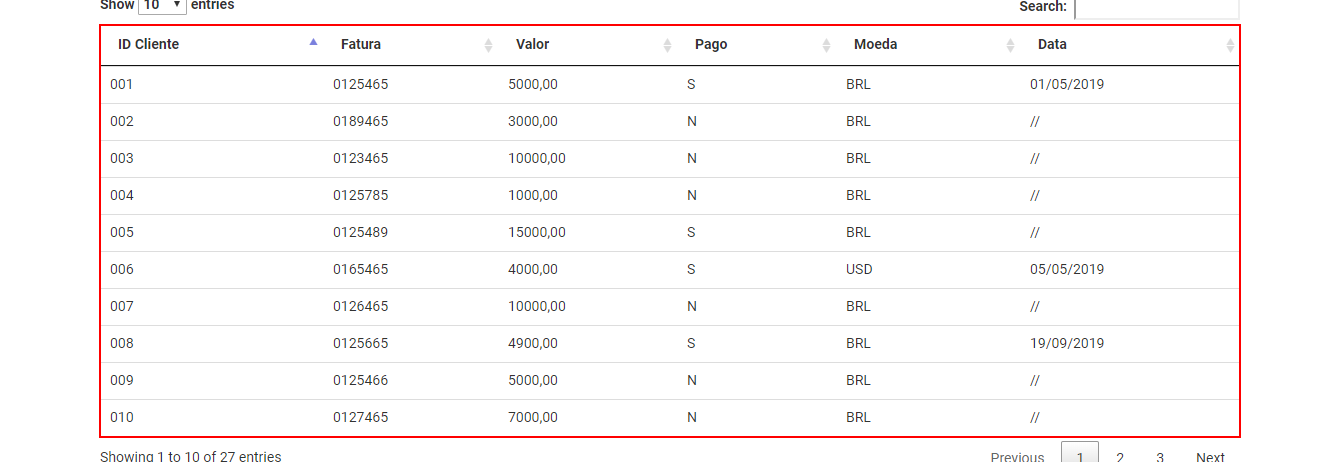 Show 10 entries Search:
ID Cliente Fatura Valor Pago Moeda Data
001 0125465 5000,00 S BRL 01/05/2019
002 0189465 3000,00 N BRL //
003 0123465 10000,00 N BRL //
004 0125785 1000,00 N BRL //
005 0125489 15000,00 S BRL //
006 0165465 4000,00 S USD 05/05/2019
007 0126465 10000,00 N BRL //
008 0125665 4900,00 S BRL 19/09/2019
009 0125466 5000,00 N BRL //
010 0127465 7000,00 N BRL //
Showing 1 to 10 of 27 entries Previous 1 2 3 Next